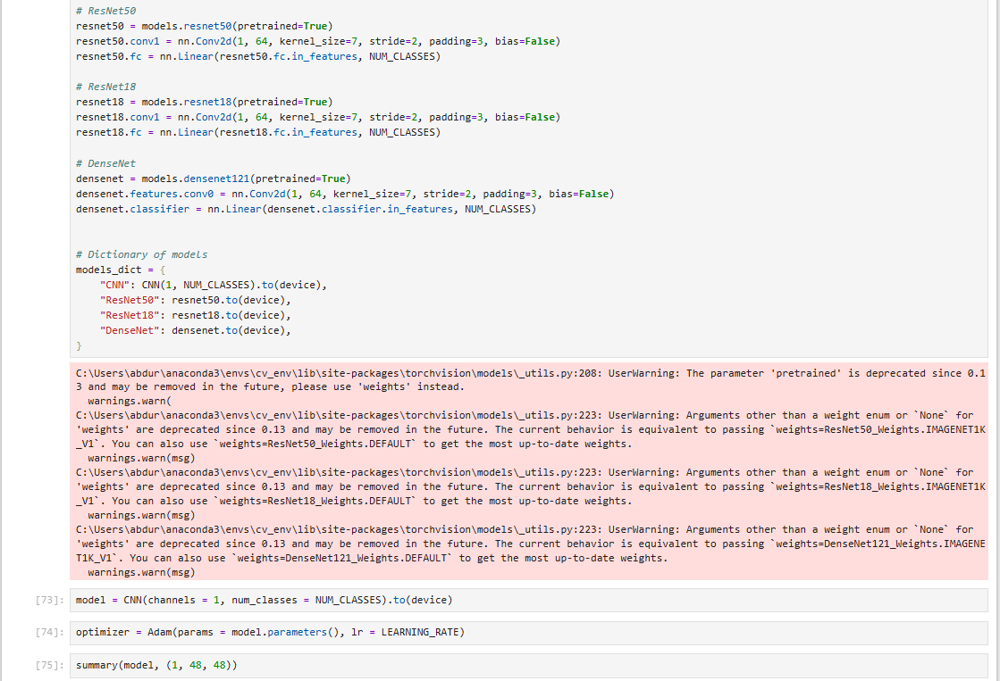 # ResNet50
resnet50 = models.resnet50(pretrained=True)
resnet50.conv1 = nn.Conv2d(1, 64, kernel_size=7, stride=2, padding=3, bias=False)
resnet50.fc = nn.Linear(resnet50.fc.in_features, NUM_CLASSES)
# ResNet18
resnet18 = models.resnet18(pretrained=True)
resnet18.conv1 = nn.Conv2d(1, 64, kernel_size=7, stride=2, padding=3, bias=False)
resnet18.fc = nn.Linear(resnet18.fc.in_features, NUM_CLASSES)
# DenseNet
densenet = models.densenet121(pretrained=True)
densenet.features.conv0 = nn.Conv2d(1, 64, kernel_size=7, stride=2, padding=3, bias=False)
densenet.classifier = nn.Linear(densenet.classifier.in_features, NUM_CLASSES)
# Dictionary of models
models_dict = {
    "CNN": CNN(1, NUM_CLASSES).to(device),
    "ResNet50": resnet50.to(device),
    "ResNet18": resnet18.to(device),
    "DenseNet": densenet.to(device),
}
C:\Users\abdur\anaconda3\envs\cv_env\lib\site-packages\torchvision\models\_utils.py:208: UserWarning: The parameter 'pretrained' is deprecated since 0.1
3 and may be removed in the future, please use 'weights' instead.
  warnings.warn(
C:\Users\abdur\anaconda3\envs\cv_env\lib\site-packages\torchvision\models\_utils.py:223: UserWarning: Arguments other than a weight enum or `None` for
'weights' are deprecated since 0.13 and may be removed in the future. The current behavior is equivalent to passing `weights=ResNet50_Weights.IMAGENET1K
_V1`. You can also use `weights=ResNet50_Weights.DEFAULT` to get the most up-to-date weights.
  warnings.warn(msg)
C:\Users\abdur\anaconda3\envs\cv_env\lib\site-packages\torchvision\models\_utils.py:223: UserWarning: Arguments other than a weight enum or `None` for
'weights' are deprecated since 0.13 and may be removed in the future. The current behavior is equivalent to passing `weights=ResNet18_Weights.IMAGENET1K
_V1`. You can also use `weights=ResNet18_Weights.DEFAULT` to get the most up-to-date weights.
  warnings.warn(msg)
C:\Users\abdur\anaconda3\envs\cv_env\lib\site-packages\torchvision\models\_utils.py:223: UserWarning: Arguments other than a weight enum or `None` for
'weights' are deprecated since 0.13 and may be removed in the future. The current behavior is equivalent to passing `weights=DenseNet121_Weights.IMAGENE
T1K_V1`. You can also use `weights=DenseNet121_Weights.DEFAULT` to get the most up-to-date weights.
  warnings.warn(msg)
[73]: model = CNN(channels = 1, num_classes = NUM_CLASSES).to(device)
[74]: optimizer = Adam(params = model.parameters(), lr = LEARNING_RATE)
[75]: summary(model, (1, 48, 48))